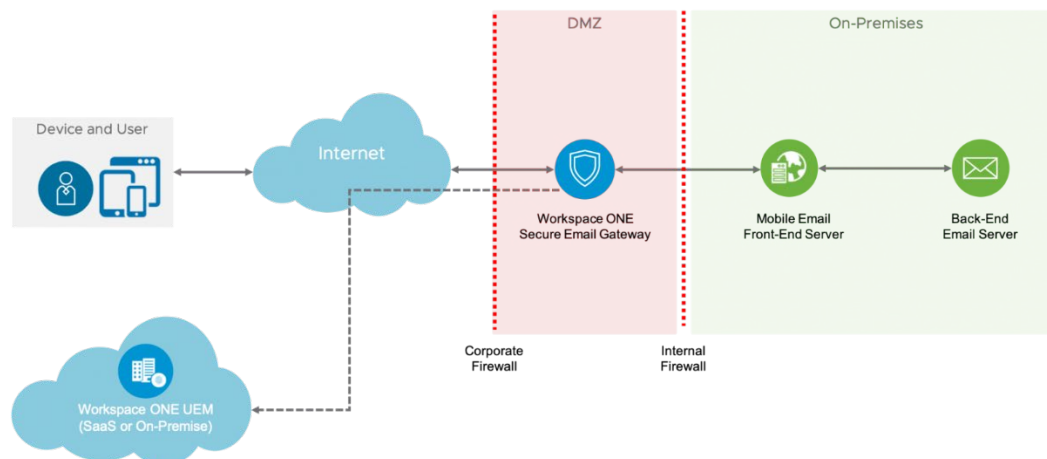 DMZ
On-Premises
Device and User
Internet
Workspace ONE
Secure Email Gateway
Mobile Email
Front-End Server
Back-End
Email Server
Corporate
Firewall
Internal
Firewall
Workspace ONE UEM
(SaaS or On-Premise)